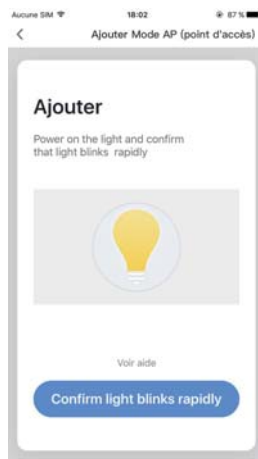 Aucune SIM 18:02 87 %
Ajouter Mode AP (point d'accès)
Ajouter
Power on the light and confirm
that light blinks rapidly
Voir aide
Confirm light blinks rapidly